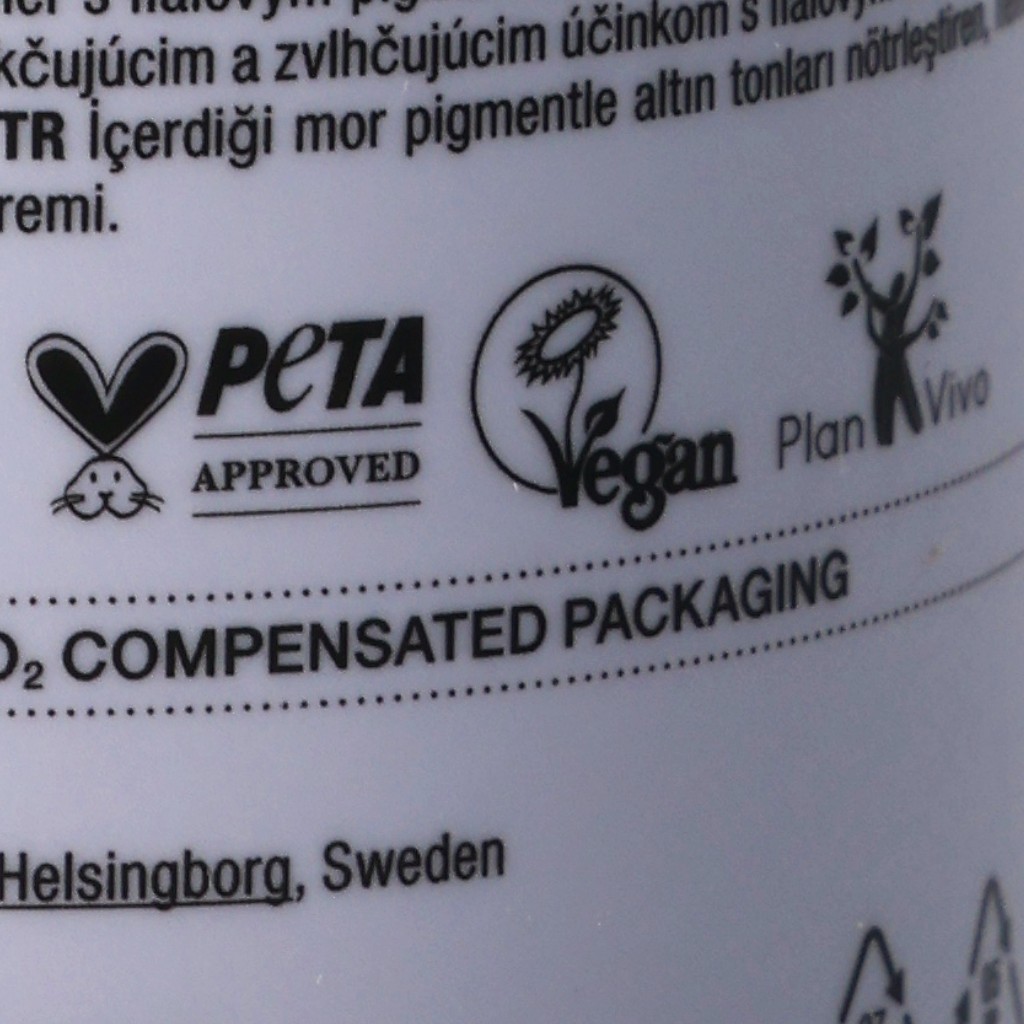 kčujúcim a zvlhčujúcim účinkom s
TR İçerdiği mor pigmentle altın tonları nötrleştiren,
remi.
PETA
APPROVED
Vegan
Plan Vivo
O₂ COMPENSATED PACKAGING
Helsingborg, Sweden